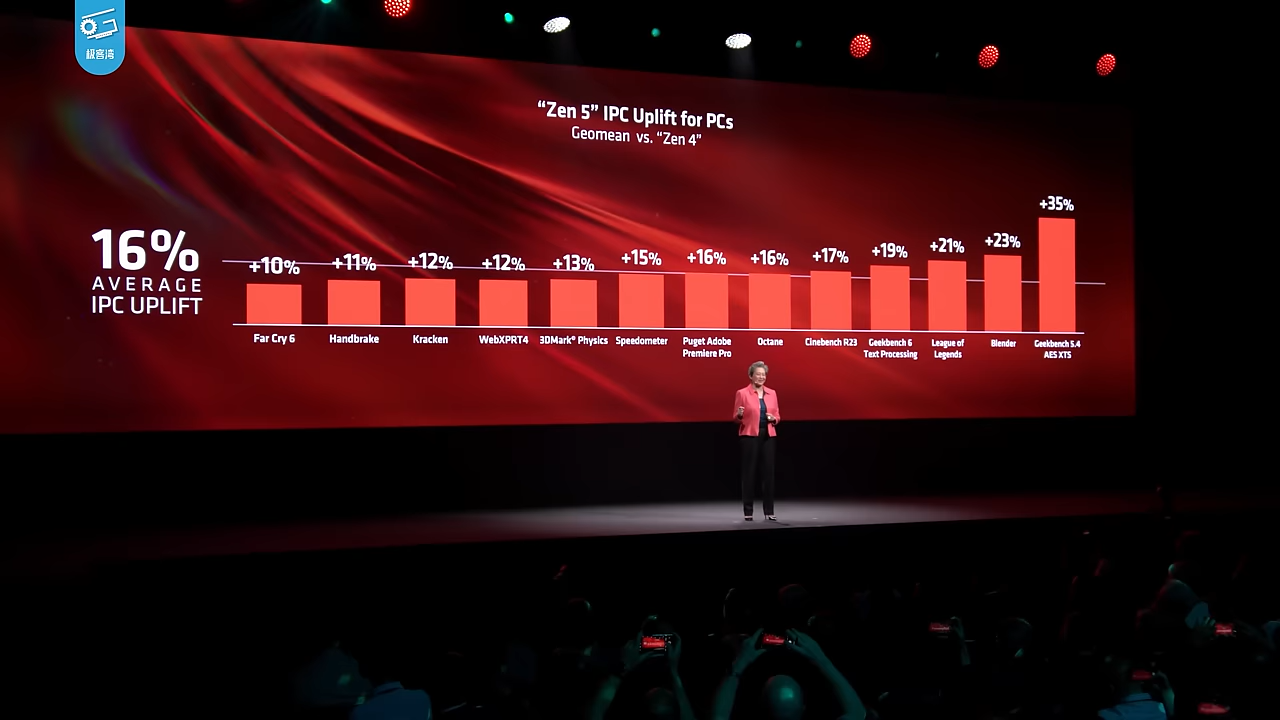 极客湾
“Zen 5” IPC Uplift for PCs
Geomean vs. “Zen 4”
16%
AVERAGE
IPC UPLIFT
+10%
+11%
+12%
+12%
+13%
+15%
+16%
+16%
+17%
+19%
+21%
+23%
+35%
Far Cry 6
Handbrake
Kracken
WebXPRT4
3DMark® Physics
Speedometer
Puget Adobe
Premiere Pro
Octane
Cinebench R23
Geekbench 6
Text Processing
League of
Legends
Blender
Geekbench 5.4
AES XTS